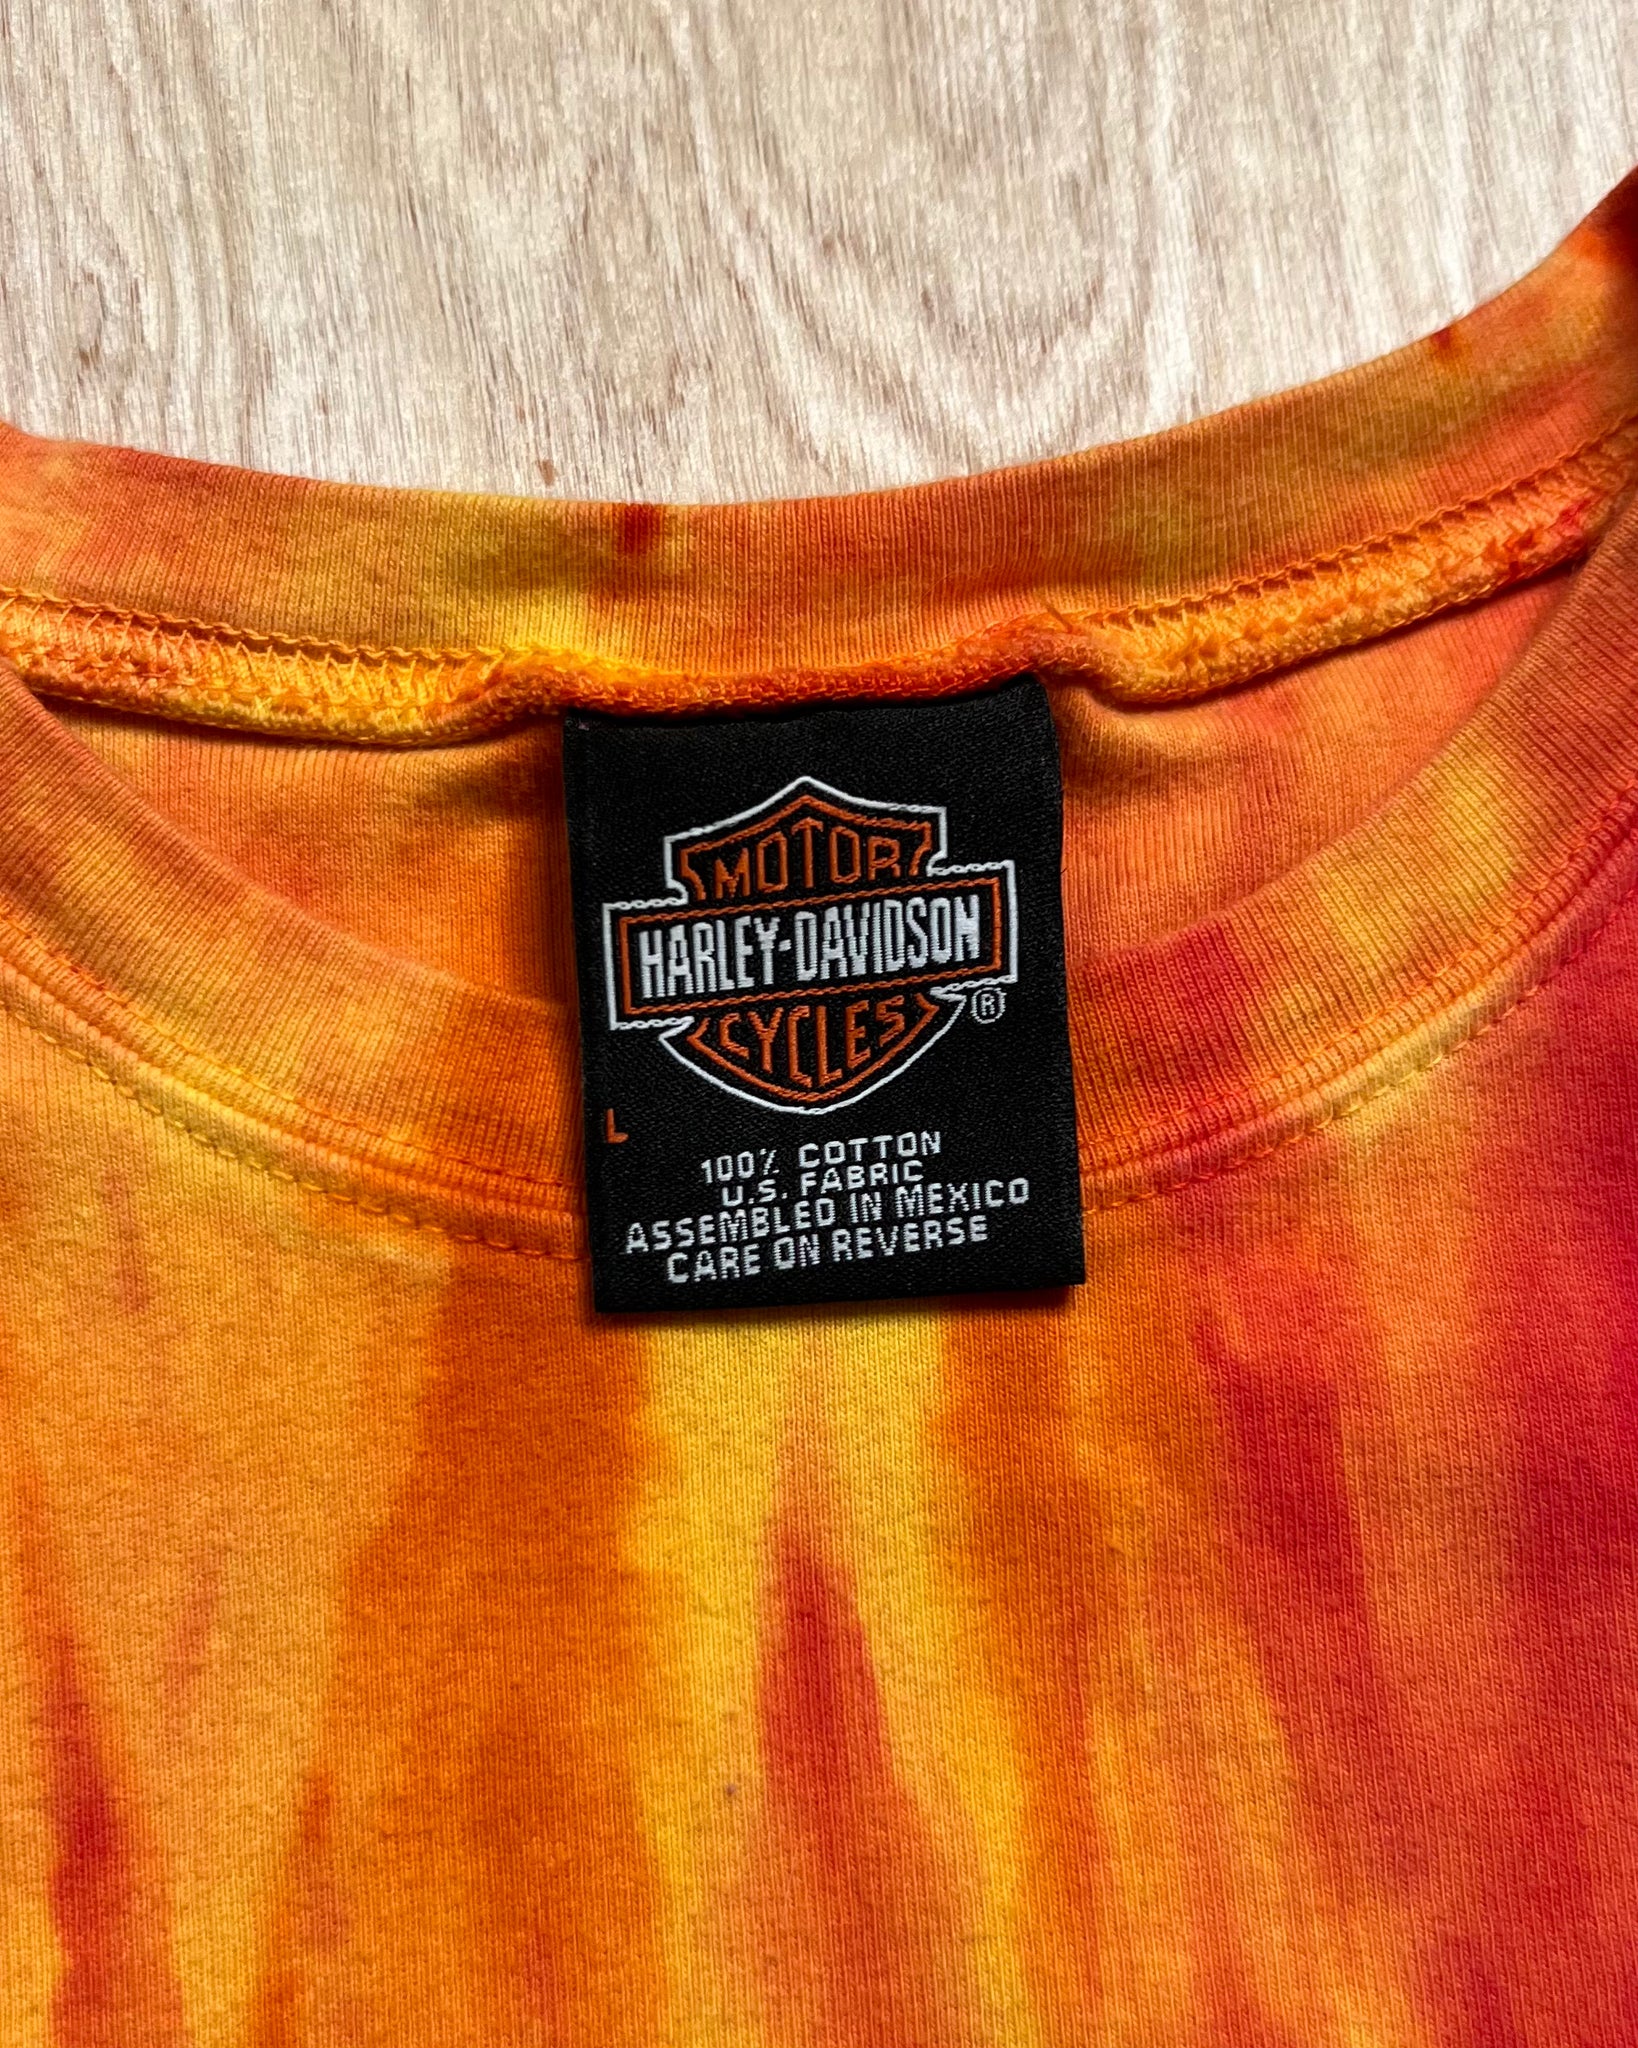 MOTOR
HARLEY-DAVIDSON
CYCLES
®
L
100% COTTON
U.S. FABRIC
ASSEMBLED IN MEXICO
CARE ON REVERSE